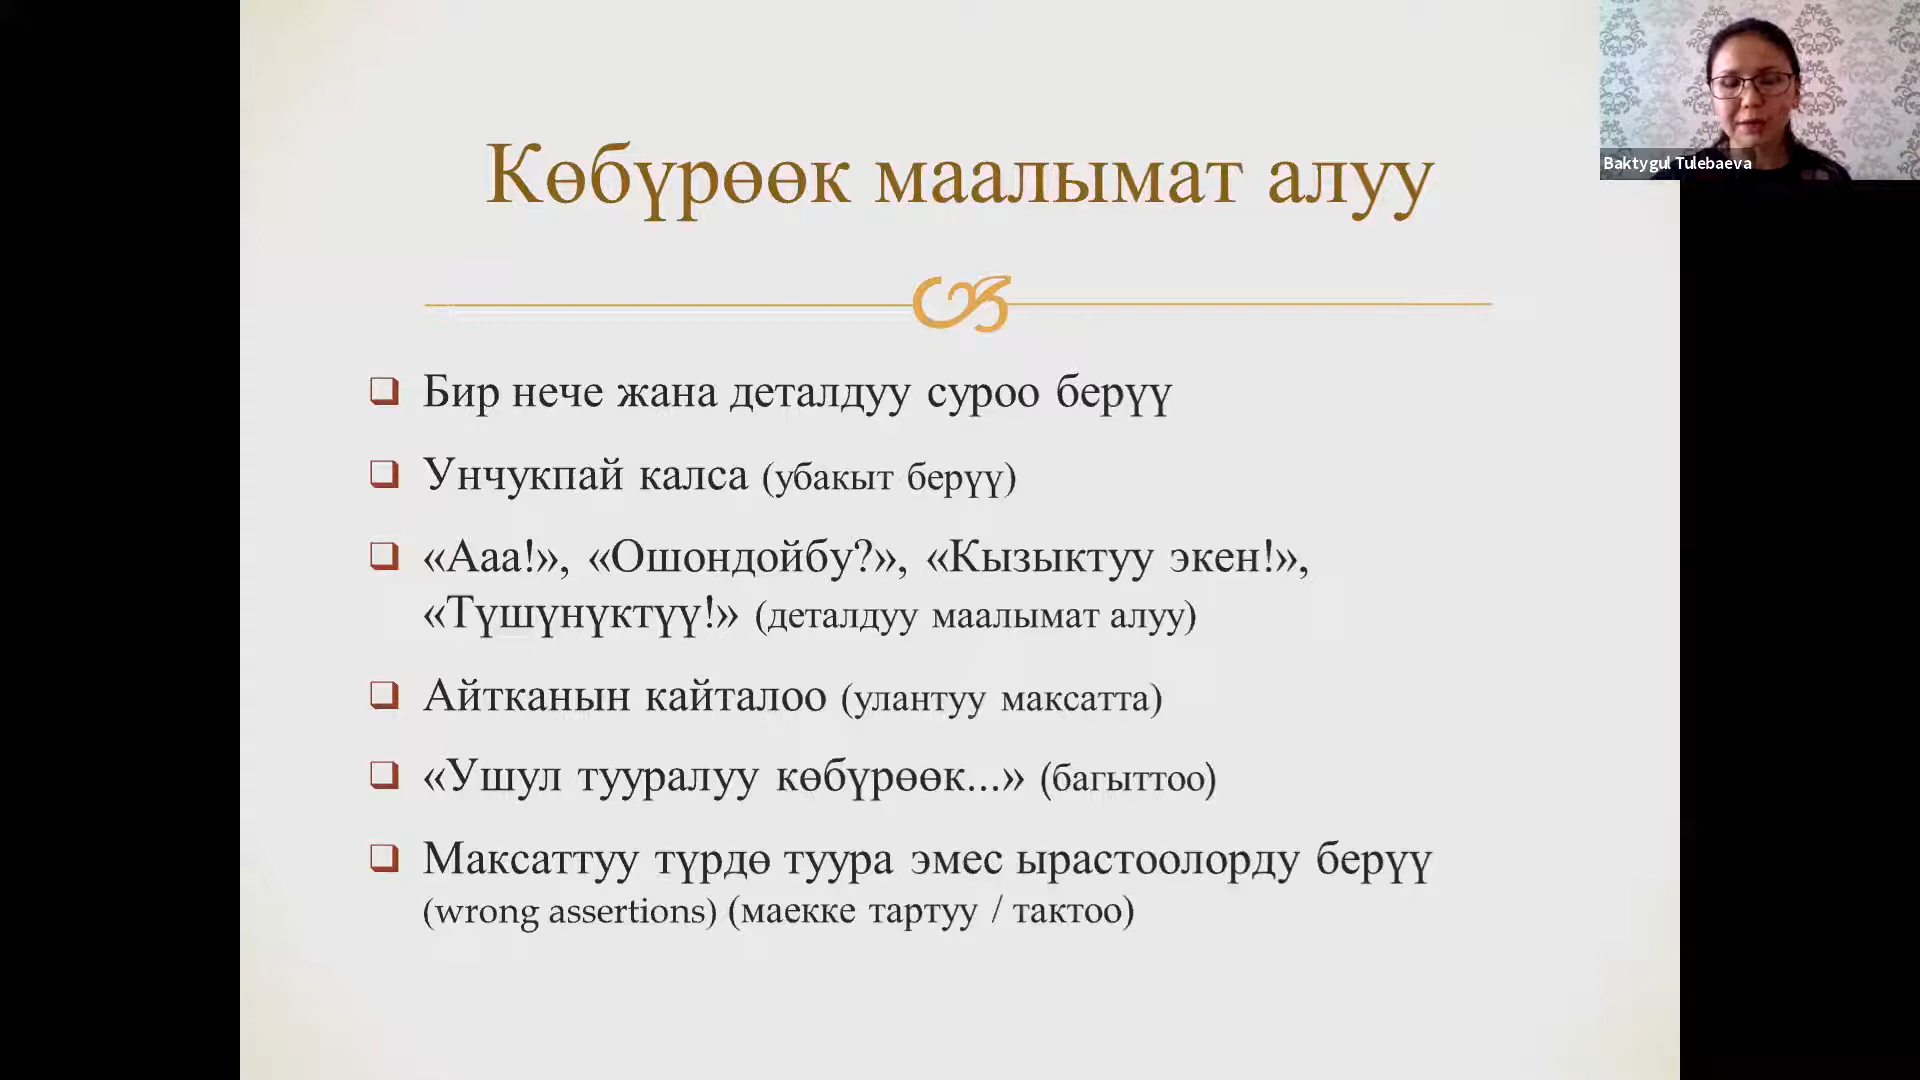 Көбүрөөк маалымат алуу
Бир нече жана деталдуу суроо берүү
Унчукпай калса (убакыт берүү)
«Ааа!», «Ошондойбу?», «Кызыктуу экен!»,
«Түшүнүктүү!» (деталдуу маалымат алуу)
Айтканын кайталоо (улантуу максатта)
«Ушул тууралуу көбүрөөк...» (багыттоо)
Максаттуу түрдө туура эмес ырастоолорду берүү
(wrong assertions) (маекке тартуу / тактоо)
Baktygul Tulebaeva